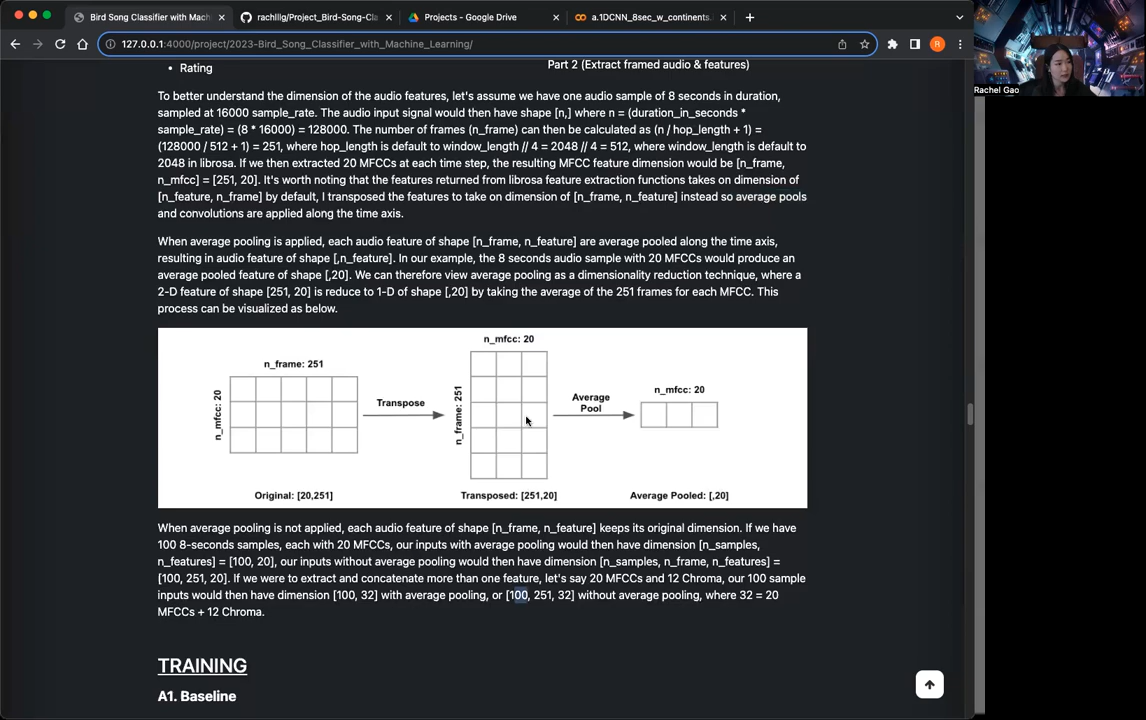 Bird Song Classifier with Mach
rachllg/Project_Bird-Song-Cla
Projects - Google Drive
a.1DCNN_8sec_w_continents.
127.0.0.1:4000/project/2023-Bird_Song_Classifier_with_Machine_Learning/
R
Rachel Gao
• Rating
Part 2 (Extract framed audio & features)
To better understand the dimension of the audio features, let's assume we have one audio sample of 8 seconds in duration,
sampled at 16000 sample_rate. The audio input signal would then have shape [n,] where n = (duration_in_seconds *
sample_rate) = (8 * 16000) = 128000. The number of frames (n_frame) can then be calculated as (n / hop_length + 1) =
(128000 / 512 + 1) = 251, where hop_length is default to window_length // 4 = 2048 // 4 = 512, where window_length is default to
2048 in librosa. If we then extracted 20 MFCCs at each time step, the resulting MFCC feature dimension would be [n_frame,
n_mfcc] = [251, 20]. It's worth noting that the features returned from librosa feature extraction functions takes on dimension of
[n_feature, n_frame] by default, I transposed the features to take on dimension of [n_frame, n_feature] instead so average pools
and convolutions are applied along the time axis.
When average pooling is applied, each audio feature of shape [n_frame, n_feature] are average pooled along the time axis,
resulting in audio feature of shape [,n_feature]. In our example, the 8 seconds audio sample with 20 MFCCs would produce an
average pooled feature of shape [,20]. We can therefore view average pooling as a dimensionality reduction technique, where a
2-D feature of shape [251, 20] is reduce to 1-D of shape [,20] by taking the average of the 251 frames for each MFCC. This
process can be visualized as below.
n_frame: 251
n_mfcc: 20
Original: [20,251]
Transpose
n_mfcc: 20
n_frame: 251
Transposed: [251,20]
Average
Pool
n_mfcc: 20
Average Pooled: [,20]
When average pooling is not applied, each audio feature of shape [n_frame, n_feature] keeps its original dimension. If we have
100 8-seconds samples, each with 20 MFCCs, our inputs with average pooling would then have dimension [n_samples,
n_features] = [100, 20], our inputs without average pooling would then have dimension [n_samples, n_frame, n_features] =
[100, 251, 20]. If we were to extract and concatenate more than one feature, let's say 20 MFCCs and 12 Chroma, our 100 sample
inputs would then have dimension [100, 32] with average pooling, or [100, 251, 32] without average pooling, where 32 = 20
MFCCs + 12 Chroma.
TRAINING
A1. Baseline